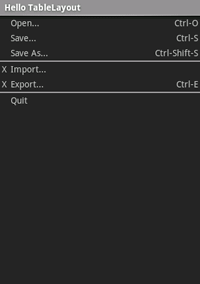 Hello TableLayout
Open... Ctrl-O
Save... Ctrl-S
Save As... Ctrl-Shift-S
X Import...
X Export... Ctrl-E
Quit